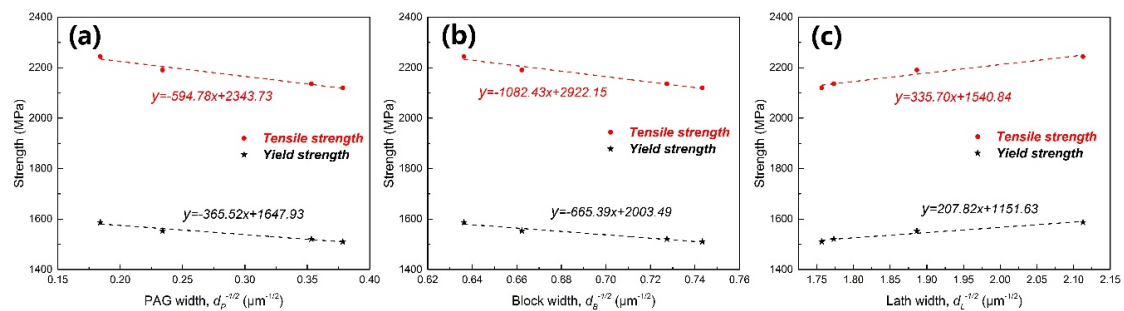 (a)
2400
2200
2000
1800
1600
1400
Strength (MPa)
y=-594.78x+2343.73
Tensile strength
Yield strength
y=-365.52x+1647.93
0.15 0.20 0.25 0.30 0.35 0.40
PAG width, d_P^-1/2 (μm^-1/2)
(b)
2400
2200
2000
1800
1600
1400
Strength (MPa)
y=-1082.43x+2922.15
Tensile strength
Yield strength
y=-665.39x+2003.49
0.62 0.64 0.66 0.68 0.70 0.72 0.74 0.76
Block width, d_B^-1/2 (μm^-1/2)
(c)
2400
2200
2000
1800
1600
1400
Strength (MPa)
y=335.70x+1540.84
Tensile strength
Yield strength
y=207.82x+1151.63
1.75 1.80 1.85 1.90 1.95 2.00 2.05 2.10 2.15
Lath width, d_L^-1/2 (μm^-1/2)